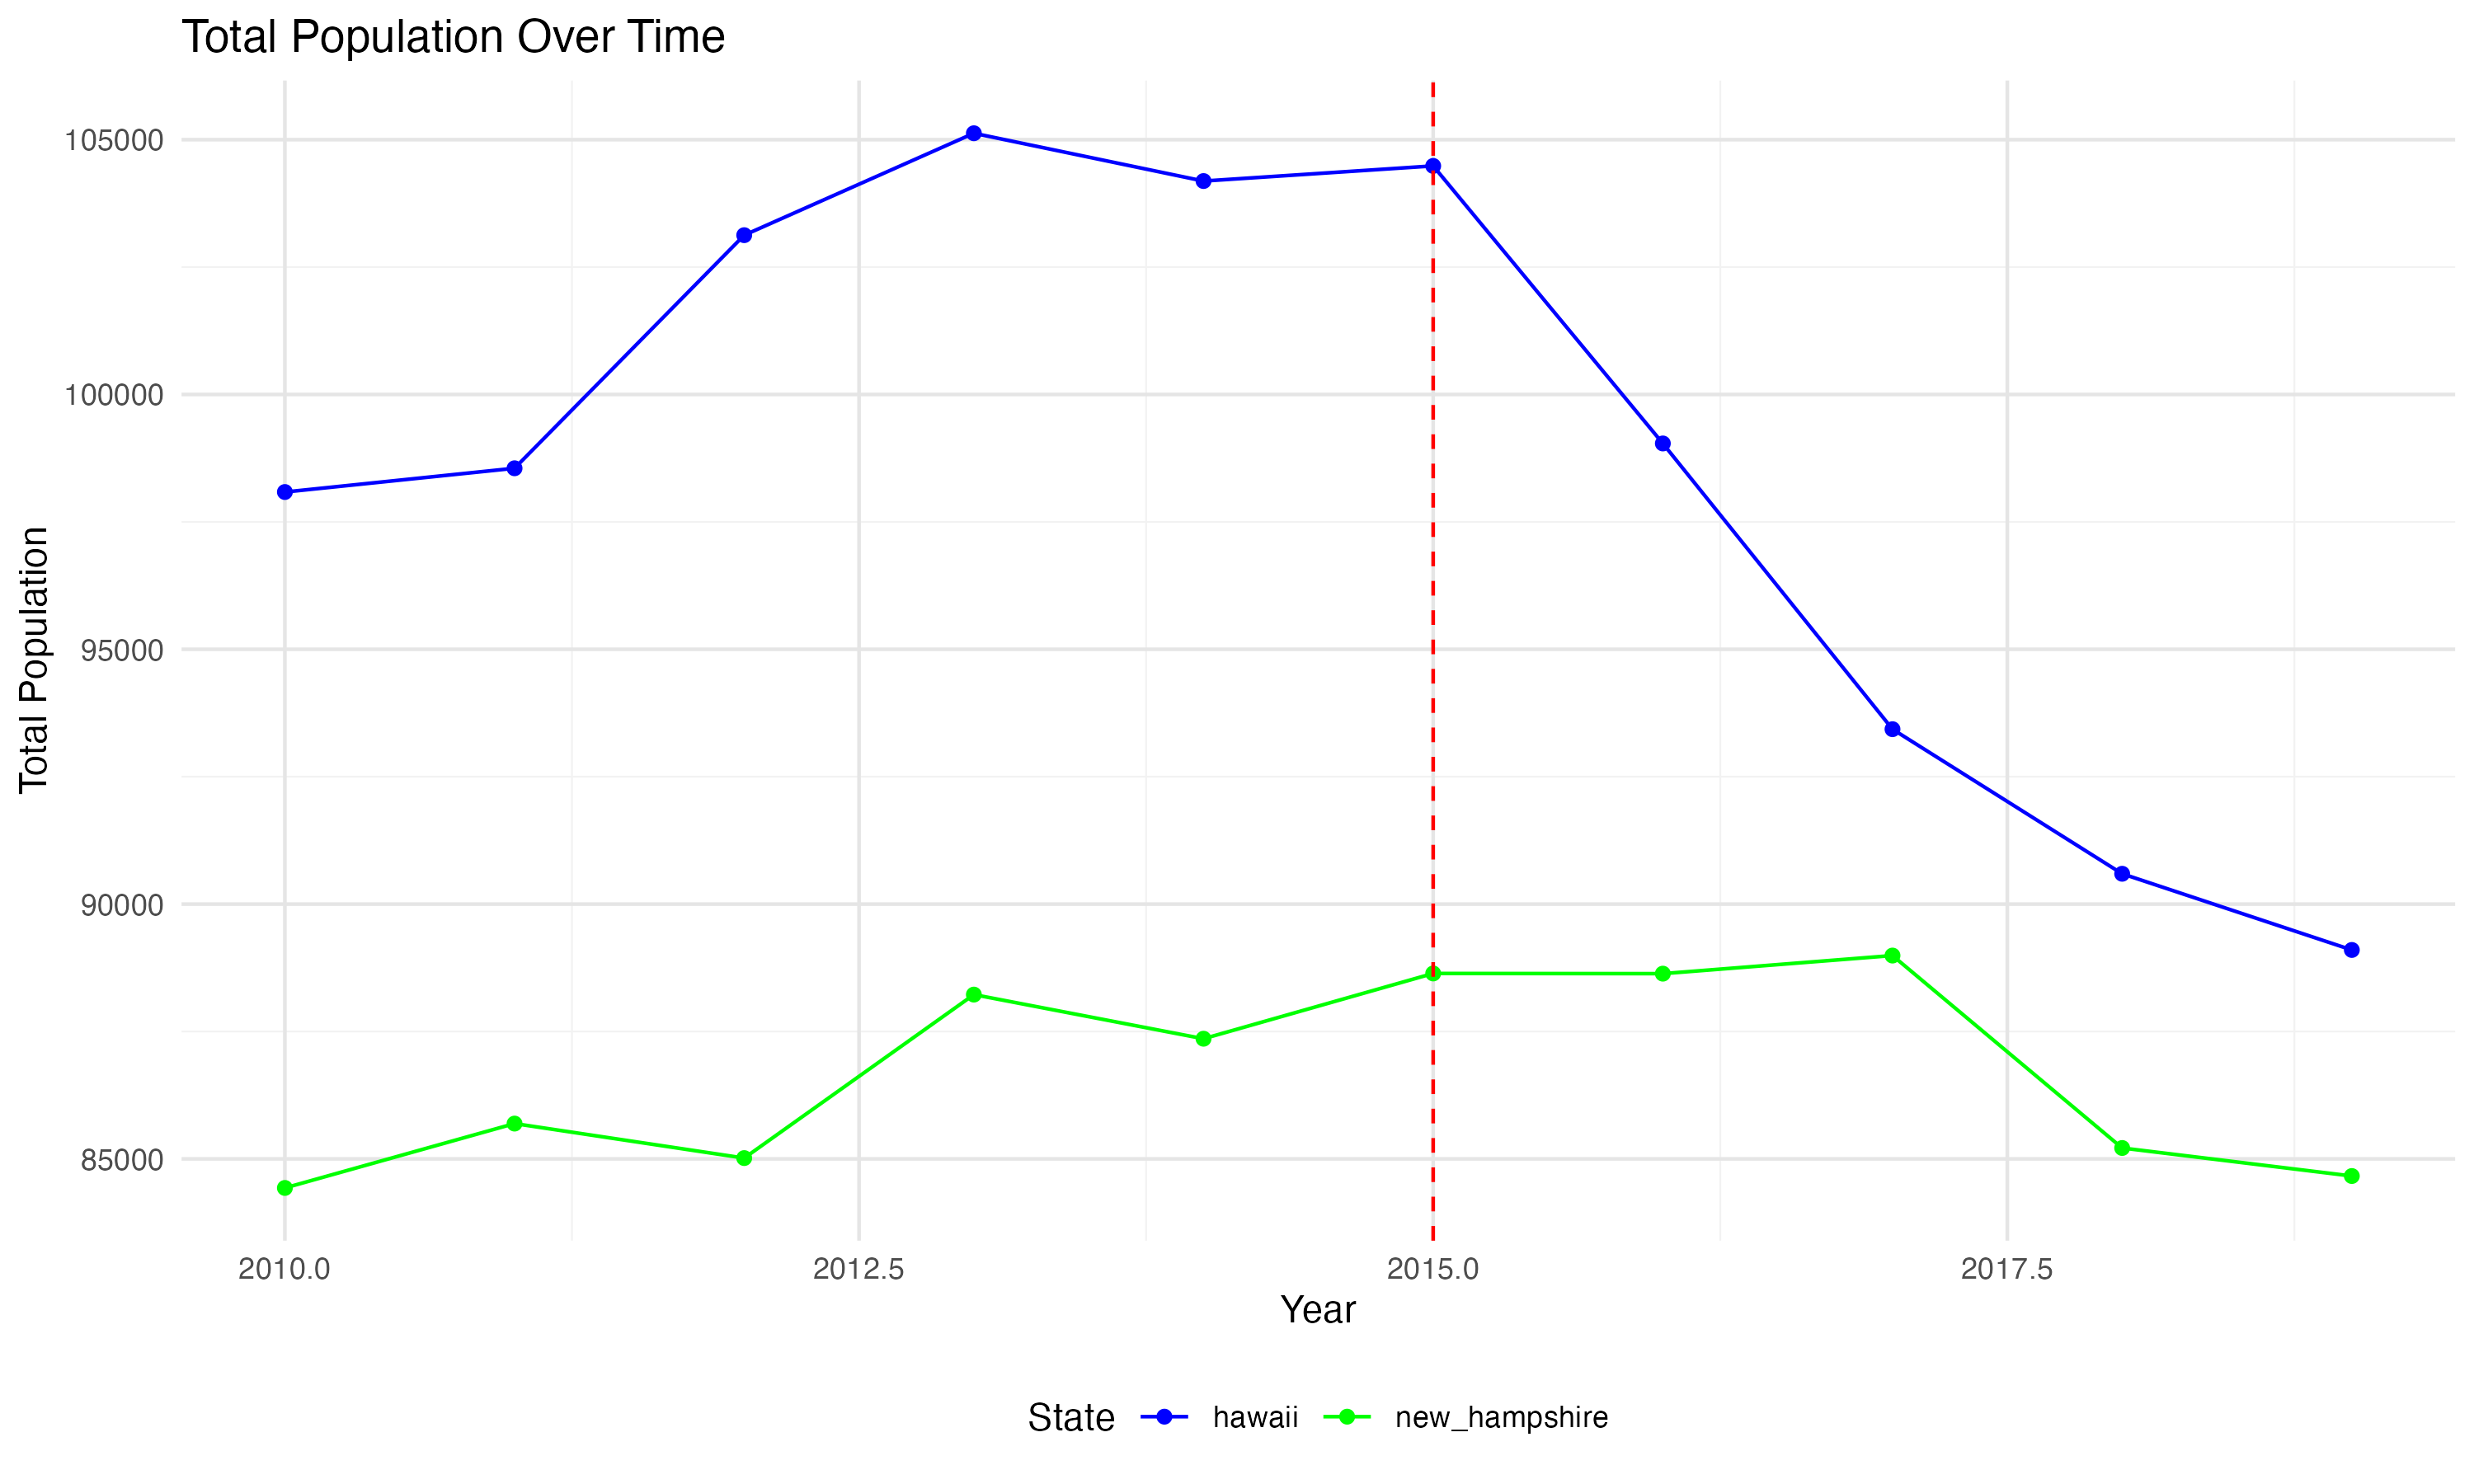 Total Population Over Time
105000
100000
95000
90000
85000
Total Population
2010.0 2012.5 2015.0 2017.5
Year
State hawaii new_hampshire